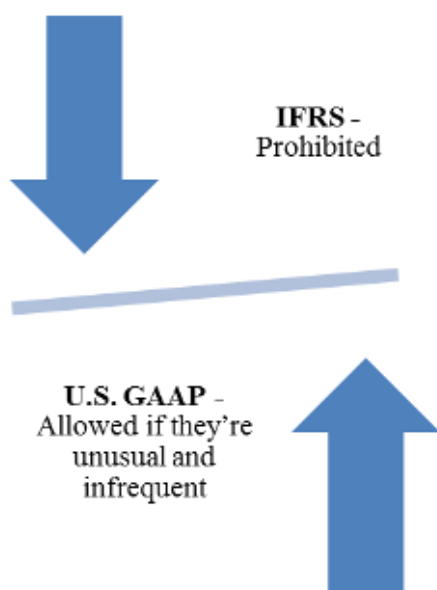 IFRS -
Prohibited
U.S. GAAP -
Allowed if they're
unusual and
infrequent